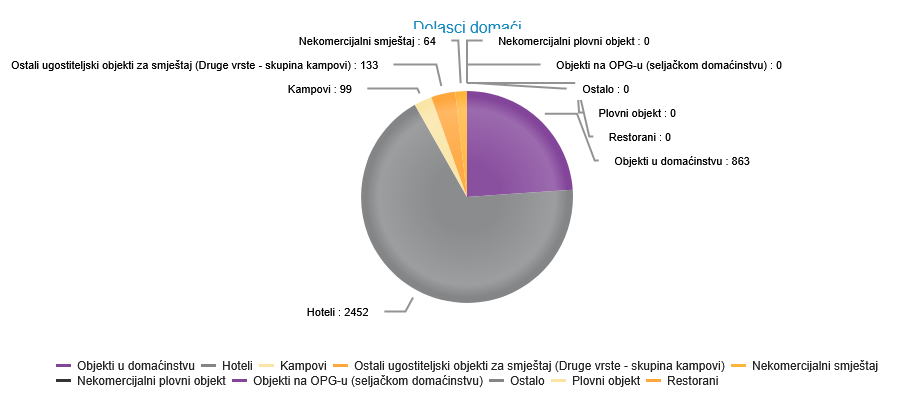 Dolasci domaći
Nekomercijalni smještaj : 64
Nekomercijalni plovni objekt : 0
Ostali ugostiteljski objekti za smještaj (Druge vrste - skupina kampovi) : 133
Objekti na OPG-u (seljačkom domaćinstvu) : 0
Kampovi : 99
Ostalo : 0
Plovni objekt : 0
Restorani : 0
Objekti u domaćinstvu : 863
Hoteli : 2452
Objekti u domaćinstvu Hoteli Kampovi Ostali ugostiteljski objekti za smještaj (Druge vrste - skupina kampovi) Nekomercijalni smještaj
Nekomercijalni plovni objekt Objekti na OPG-u (seljačkom domaćinstvu) Ostalo Plovni objekt Restorani